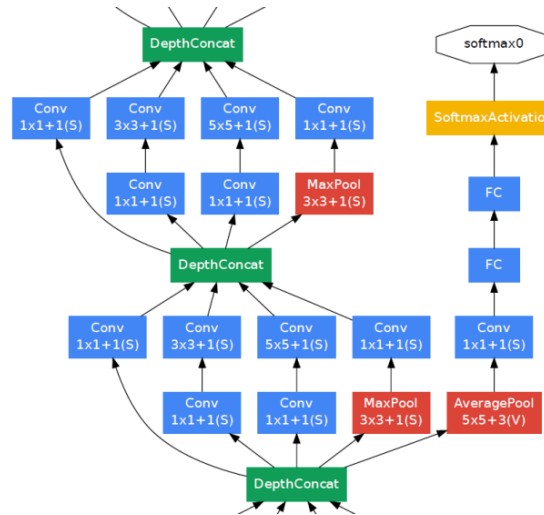 DepthConcat
softmax0
Conv
1x1+1(S)
Conv
3x3+1(S)
Conv
5x5+1(S)
Conv
1x1+1(S)
SoftmaxActivatio
Conv
1x1+1(S)
Conv
1x1+1(S)
MaxPool
3x3+1(S)
FC
DepthConcat
FC
Conv
1x1+1(S)
Conv
3x3+1(S)
Conv
5x5+1(S)
Conv
1x1+1(S)
Conv
1x1+1(S)
Conv
1x1+1(S)
Conv
1x1+1(S)
MaxPool
3x3+1(S)
AveragePool
5x5+3(V)
DepthConcat